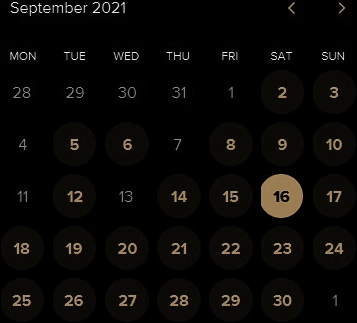 September 2021
MON TUE WED THU FRI SAT SUN
28 29 30 31 1 2 3
4 5 6 7 8 9 10
11 12 13 14 15 16 17
18 19 20 21 22 23 24
25 26 27 28 29 30 1